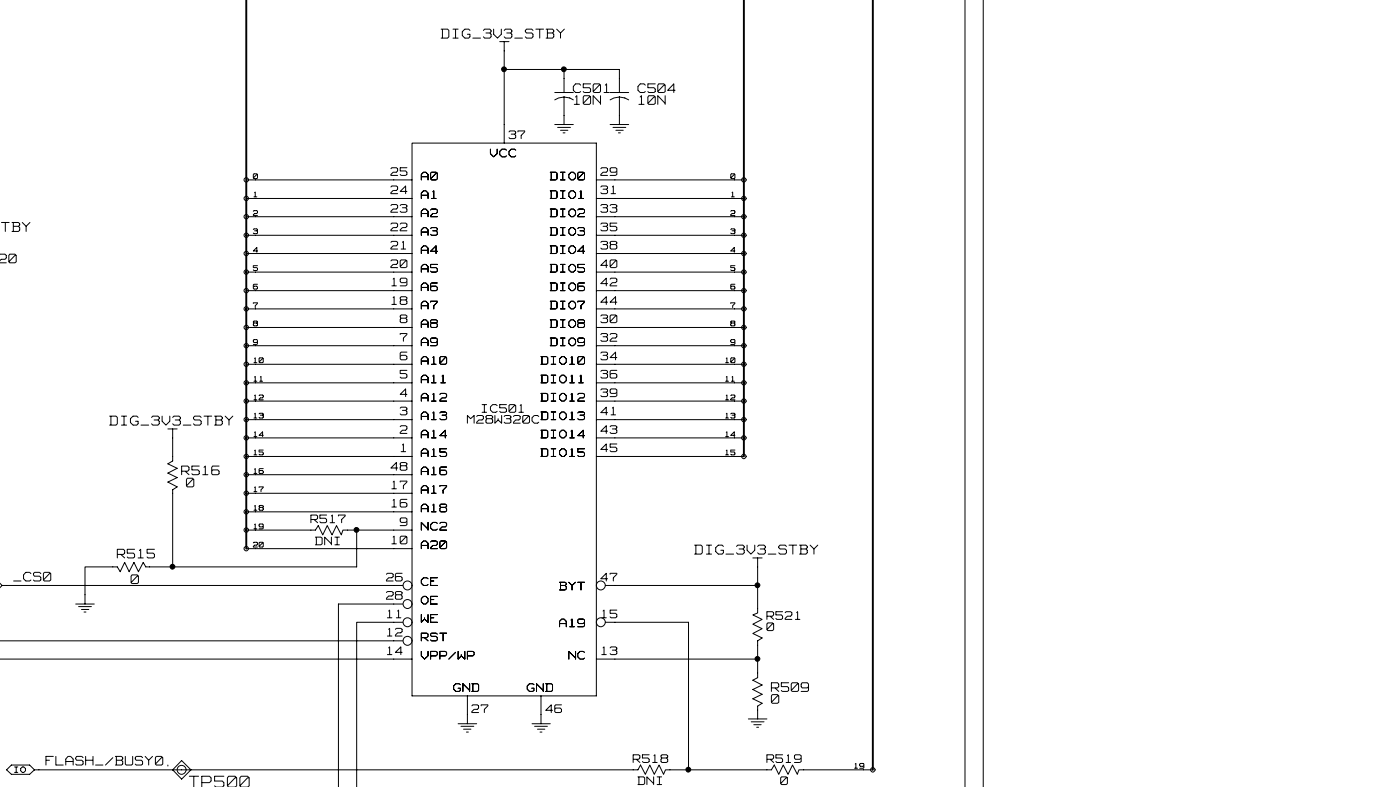 DIG_3V3_STBY
C501 C504
10N 10N
37
VCC
0 25 A0 DIO0 29 0
1 24 A1 DIO1 31 1
2 23 A2 DIO2 33 2
TBY
3 22 A3 DIO3 35 3
4 21 A4 DIO4 38 4
20
5 20 A5 DIO5 40 5
6 19 A6 DIO6 42 6
7 18 A7 DIO7 44 7
8 8 A8 DIO8 30 8
9 7 A9 DIO9 32 9
10 6 A10 DIO10 34 10
11 5 A11 DIO11 36 11
12 4 A12 DIO12 39 12
IC501
DIG_3V3_STBY
13 3 A13 M28W320C DIO13 41 13
14 2 A14 DIO14 43 14
15 1 A15 DIO15 45 15
R516
0
16 48 A16
17 17 A17
18 16 A18
R517
19 9 NC2
DNI
20 10 A20
R515
0
DIG_3V3_STBY
_CS0 26 CE BYT 47
28 OE
11 WE A19 15
R521
0
12 RST
14 VPP/WP NC 13
GND GND
27 46
R509
0
IO FLASH_/BUSY0.
TP500
R518
DNI
R519
0
19